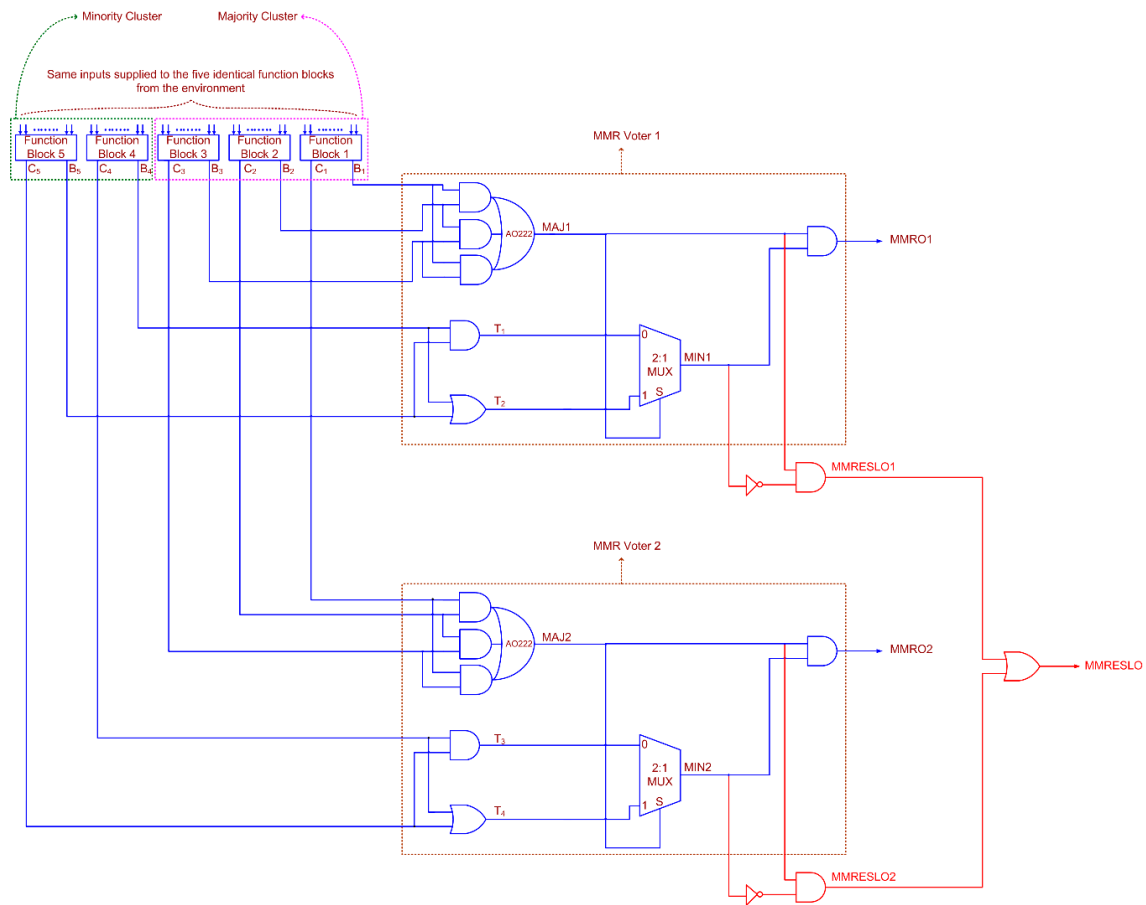 Minority Cluster
Majority Cluster
Same inputs supplied to the five identical function blocks
from the environment
Function
Block 5
Function
Block 4
Function
Block 3
Function
Block 2
Function
Block 1
C5 B5 C4 B4 C3 B3 C2 B2 C1 B1
MMR Voter 1
AO222
MAJ1
MMRO1
T1
0
2:1
MUX
MIN1
1 S
T2
MMRESLO1
MMR Voter 2
AO222
MAJ2
MMRO2
MMRESLO
T3
0
2:1
MUX
MIN2
1 S
T4
MMRESLO2